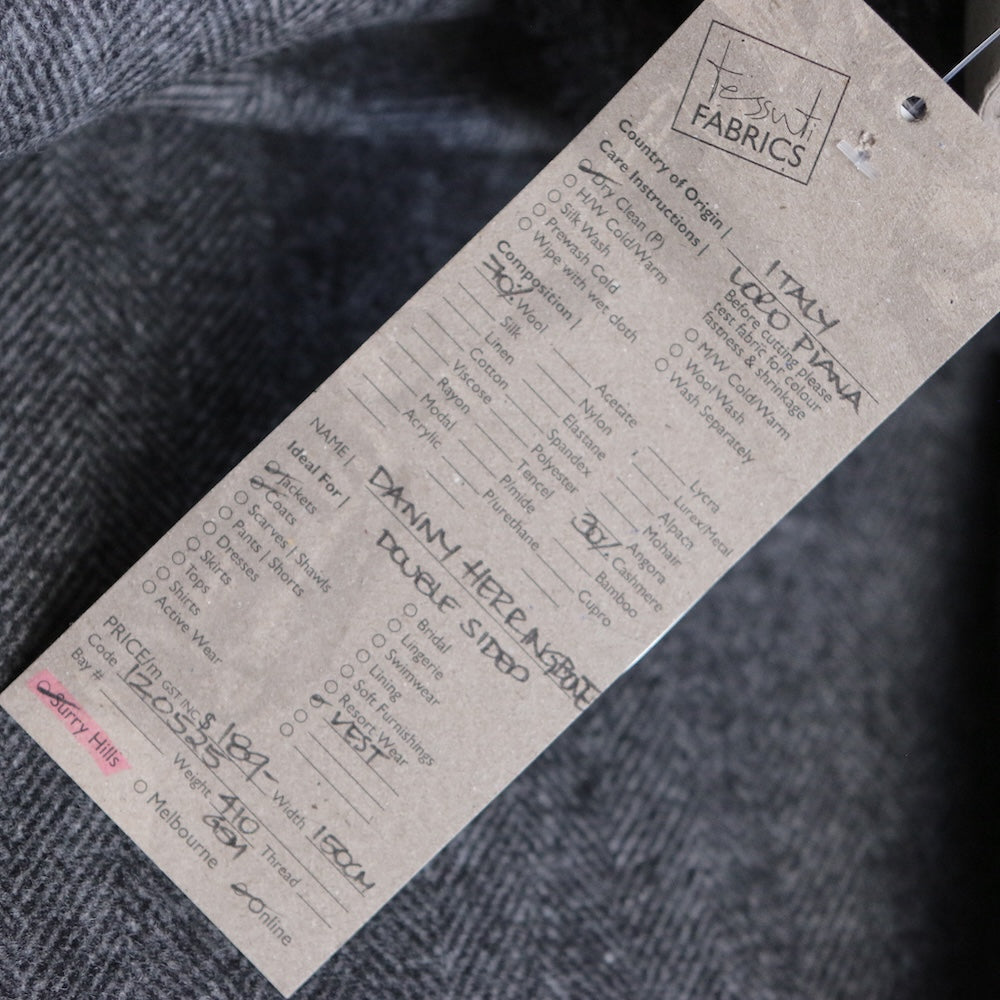 tessuti
FABRICS
Country of Origin | ITALY
LORO PIANA
Care Instructions | Before cutting please
test fabric for colour
fastness & shrinkage
Dry Clean (P)
H/W Cold/Warm
Silk Wash
Prewash Cold
Wipe with wet cloth
M/W Cold/Warm
Wool Wash
Wash Separately
Composition |
70% Wool
Silk
Linen
Cotton
Viscose
Rayon
Modal
Acrylic
Acetate
Nylon
Elastane
Spandex
Polyester
Tencel
P/mide
P/urethane
Lycra
Lurex/Metal
Alpaca
Mohair
Angora
30% Cashmere
Bamboo
Cupro
NAME | DANNY HERRINGBONE
DOUBLE SIDED
Ideal For |
Jackets
Coats
Scarves | Shawls
Pants | Shorts
Dresses
Skirts
Tops
Shirts
Active Wear
Bridal
Lingerie
Swimwear
Lining
Soft Furnishings
Resort Wear
VEST
PRICE/m GST INC $ 189-
Width 150CM
Code 1205525
Weight 410 GSM
Thread
Bay #
Surry Hills
Melbourne
Online